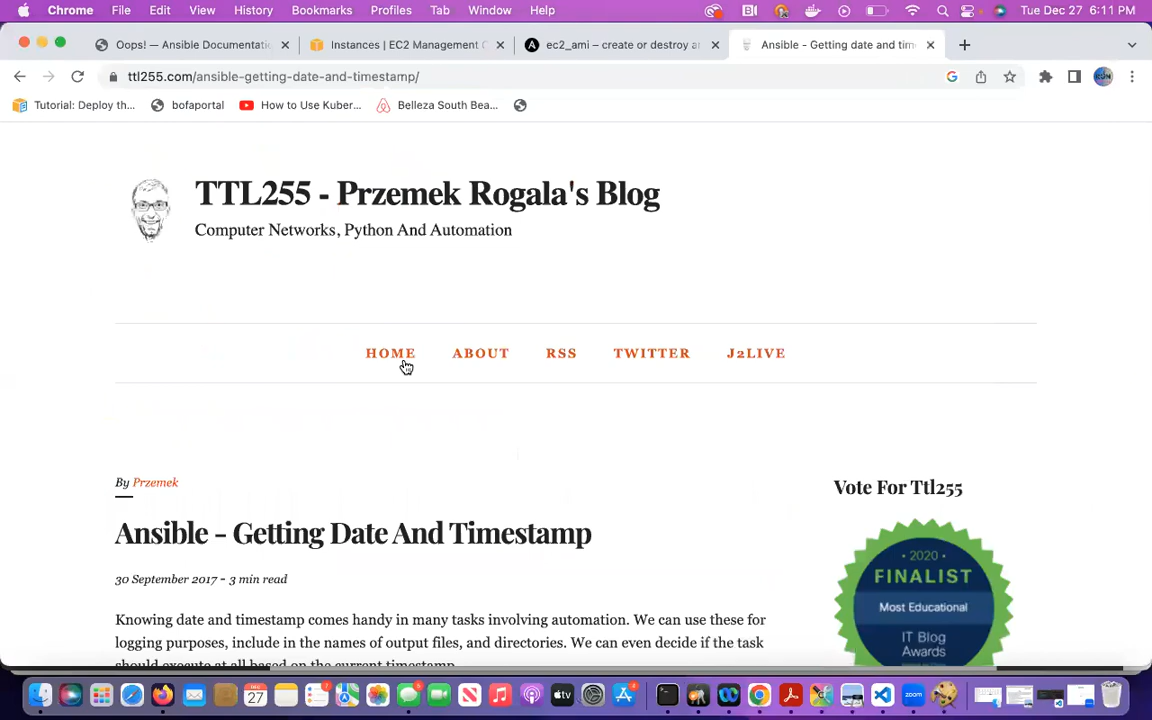 Chrome File Edit View History Bookmarks Profiles Tab Window Help Tue Dec 27 6:11 PM
Oops! — Ansible Documentati Instances | EC2 Management C ec2_ami – create or destroy a Ansible - Getting date and tim
ttl255.com/ansible-getting-date-and-timestamp/
Tutorial: Deploy th... bofaportal How to Use Kuber... Belleza South Bea...
TTL255 - Przemek Rogala's Blog
Computer Networks, Python And Automation
HOME ABOUT RSS TWITTER J2LIVE
By Przemek
Vote For Ttl255
Ansible - Getting Date And Timestamp
30 September 2017 - 3 min read
Knowing date and timestamp comes handy in many tasks involving automation. We can use these for
logging purposes, include in the names of output files, and directories. We can even decide if the task
should execute at all based on the current timestamp.
· 2020 ·
FINALIST
Most Educational
IT Blog
Awards